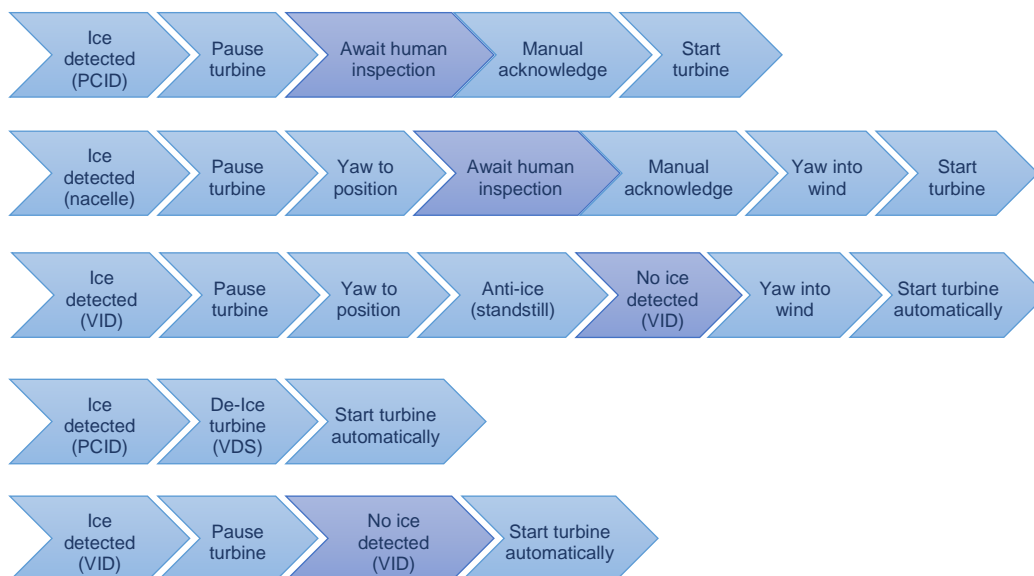 Ice
detected
(PCID)
Pause
turbine
Await human
inspection
Manual
acknowledge
Start
turbine
Ice
detected
(nacelle)
Pause
turbine
Yaw to
position
Await human
inspection
Manual
acknowledge
Yaw into
wind
Start
turbine
Ice
detected
(VID)
Pause
turbine
Yaw to
position
Anti-ice
(standstill)
No ice
detected
(VID)
Yaw into
wind
Start turbine
automatically
Ice
detected
(PCID)
De-Ice
turbine
(VDS)
Start turbine
automatically
Ice
detected
(VID)
Pause
turbine
No ice
detected
(VID)
Start turbine
automatically